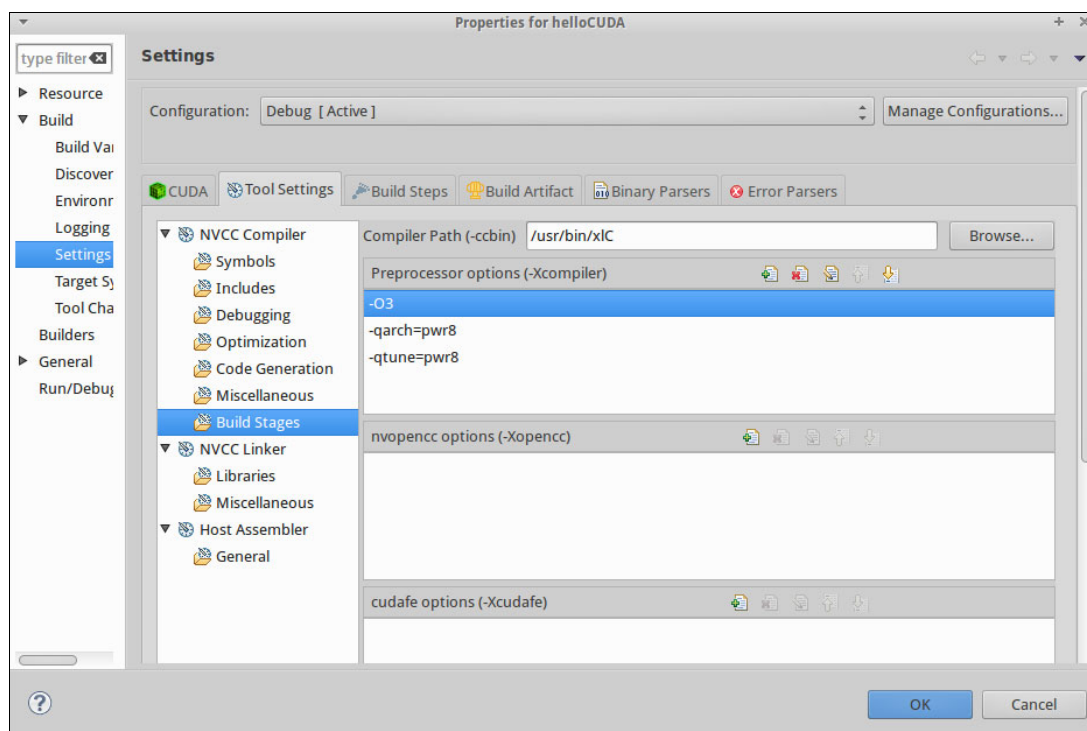 Properties for helloCUDA
type filter
Settings
Resource
Build
Build Vai
Discover
Environr
Logging
Settings
Target Sy
Tool Cha
Builders
General
Run/Debug
Configuration: Debug [ Active ] Manage Configurations...
CUDA Tool Settings Build Steps Build Artifact Binary Parsers Error Parsers
NVCC Compiler
Symbols
Includes
Debugging
Optimization
Code Generation
Miscellaneous
Build Stages
NVCC Linker
Libraries
Miscellaneous
Host Assembler
General
Compiler Path (-ccbin) /usr/bin/xlC Browse...
Preprocessor options (-Xcompiler)
-O3
-qarch=pwr8
-qtune=pwr8
nvopencc options (-Xopencc)
cudafe options (-Xcudafe)
OK Cancel